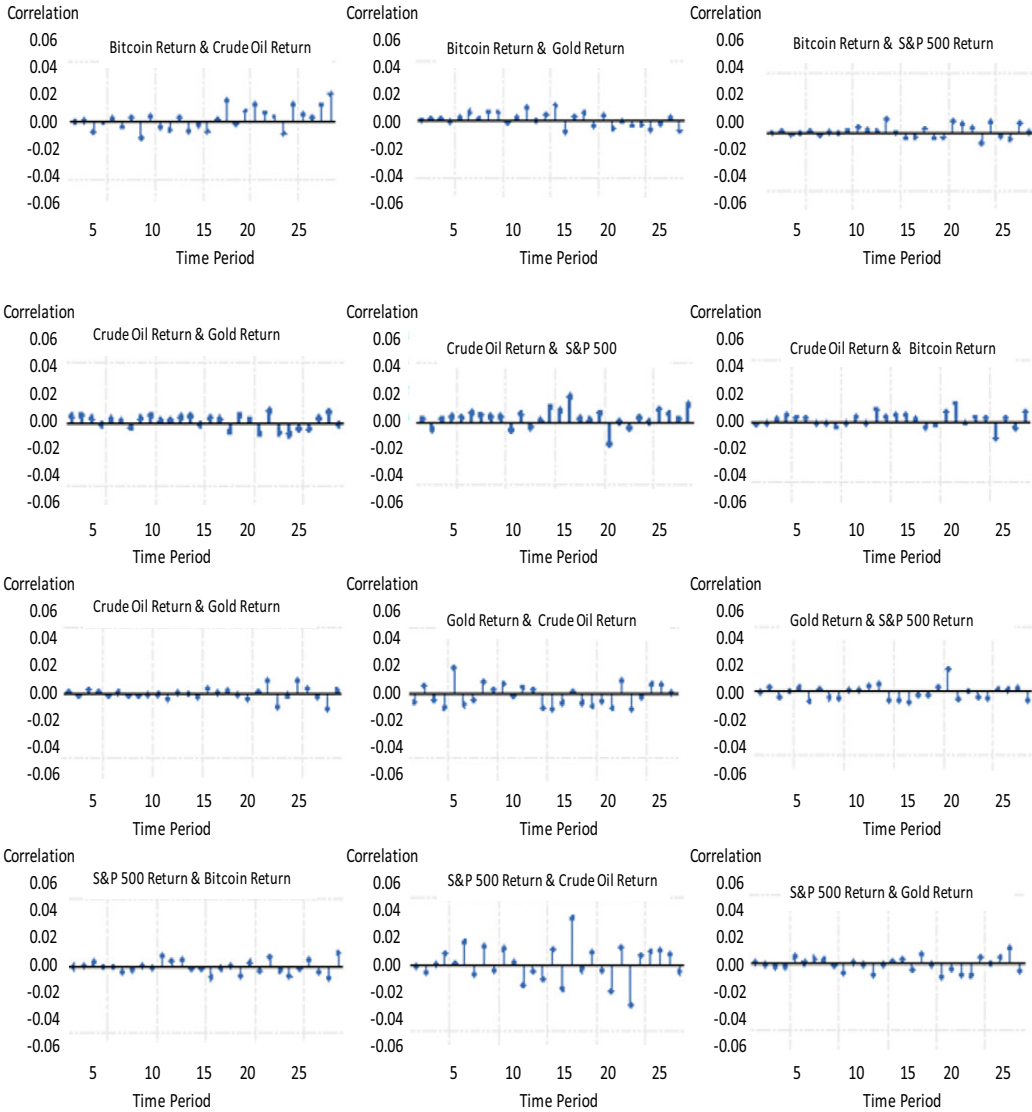 Correlation
Bitcoin Return & Crude Oil Return
0.06
0.04
0.02
0.00
-0.02
-0.04
-0.06
5 10 15 20 25
Time Period
Correlation
Bitcoin Return & Gold Return
0.06
0.04
0.02
0.00
-0.02
-0.04
-0.06
5 10 15 20 25
Time Period
Correlation
Bitcoin Return & S&P 500 Return
0.06
0.04
0.02
0.00
-0.02
-0.04
-0.06
5 10 15 20 25
Time Period
Correlation
Crude Oil Return & Gold Return
0.06
0.04
0.02
0.00
-0.02
-0.04
-0.06
5 10 15 20 25
Time Period
Correlation
Crude Oil Return & S&P 500
0.06
0.04
0.02
0.00
-0.02
-0.04
-0.06
5 10 15 20 25
Time Period
Correlation
Crude Oil Return & Bitcoin Return
0.06
0.04
0.02
0.00
-0.02
-0.04
-0.06
5 10 15 20 25
Time Period
Correlation
Crude Oil Return & Gold Return
0.06
0.04
0.02
0.00
-0.02
-0.04
-0.06
5 10 15 20 25
Time Period
Correlation
Gold Return & Crude Oil Return
0.06
0.04
0.02
0.00
-0.02
-0.04
-0.06
5 10 15 20 25
Time Period
Correlation
Gold Return & S&P 500 Return
0.06
0.04
0.02
0.00
-0.02
-0.04
-0.06
5 10 15 20 25
Time Period
Correlation
S&P 500 Return & Bitcoin Return
0.06
0.04
0.02
0.00
-0.02
-0.04
-0.06
5 10 15 20 25
Time Period
Correlation
S&P 500 Return & Crude Oil Return
0.06
0.04
0.02
0.00
-0.02
-0.04
-0.06
5 10 15 20 25
Time Period
Correlation
S&P 500 Return & Gold Return
0.06
0.04
0.02
0.00
-0.02
-0.04
-0.06
5 10 15 20 25
Time Period